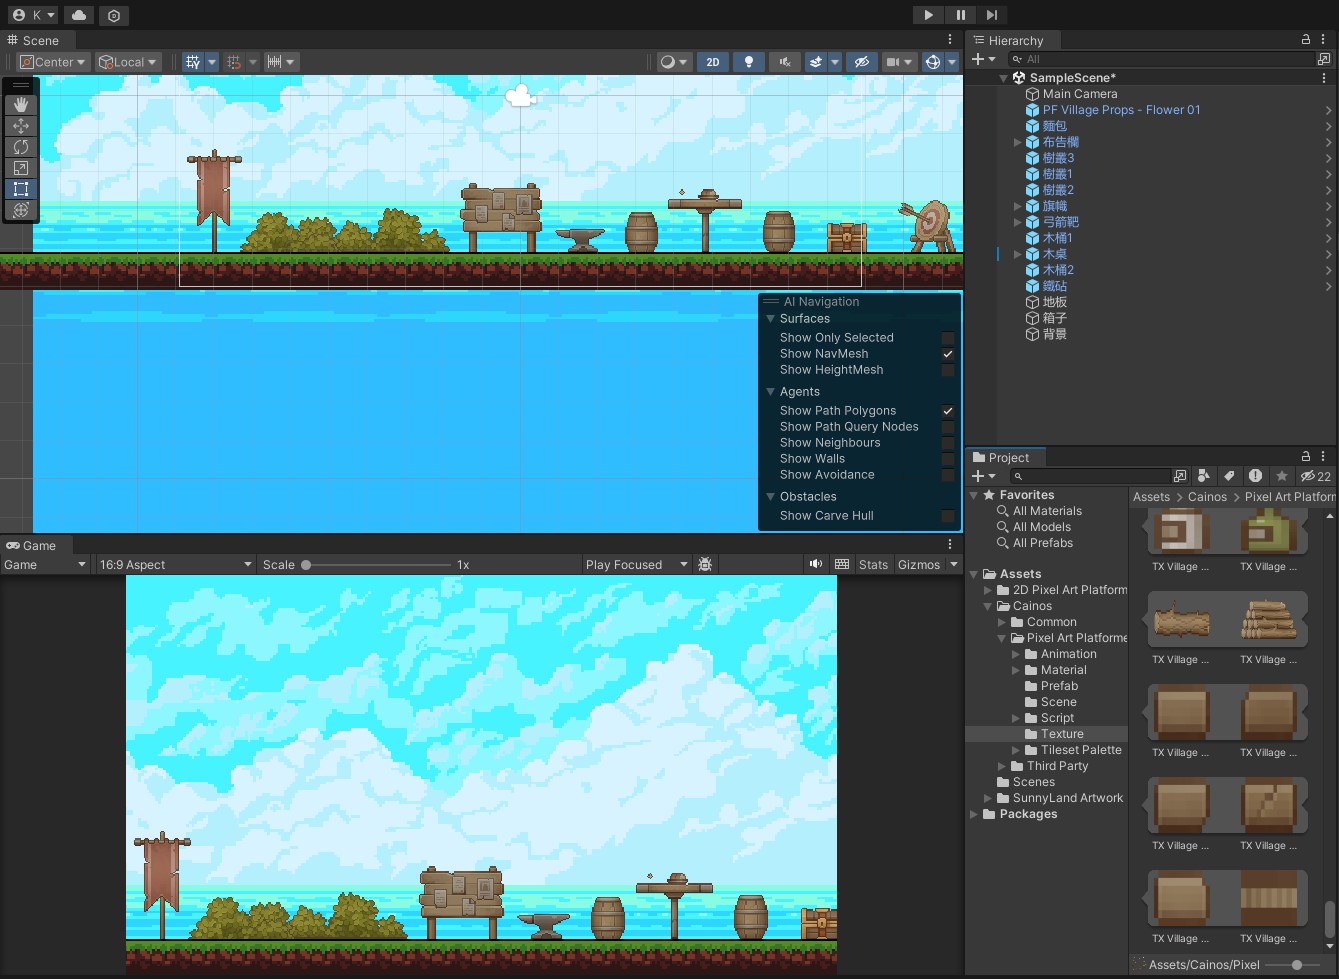 K
Scene
Center
Local
2D
Hierarchy
All
SampleScene*
Main Camera
PF Village Props - Flower 01
麵包
布告欄
樹叢3
樹叢1
樹叢2
旗幟
弓箭靶
木桶1
木桌
木桶2
鐵砧
地板
箱子
背景
AI Navigation
Surfaces
Show Only Selected
Show NavMesh
Show HeightMesh
Agents
Show Path Polygons
Show Path Query Nodes
Show Neighbours
Show Walls
Show Avoidance
Obstacles
Show Carve Hull
Game
Game
16:9 Aspect
Scale
1x
Play Focused
Stats
Gizmos
Project
22
Favorites
All Materials
All Models
All Prefabs
Assets
2D Pixel Art Platform
Cainos
Common
Pixel Art Platforme
Animation
Material
Prefab
Scene
Script
Texture
Tileset Palette
Third Party
Scenes
SunnyLand Artwork
Packages
Assets > Cainos > Pixel Art Platforr
TX Village ... TX Village ...
TX Village ... TX Village ...
TX Village ... TX Village ...
TX Village ... TX Village ...
TX Village ... TX Village ...
Assets/Cainos/Pixel